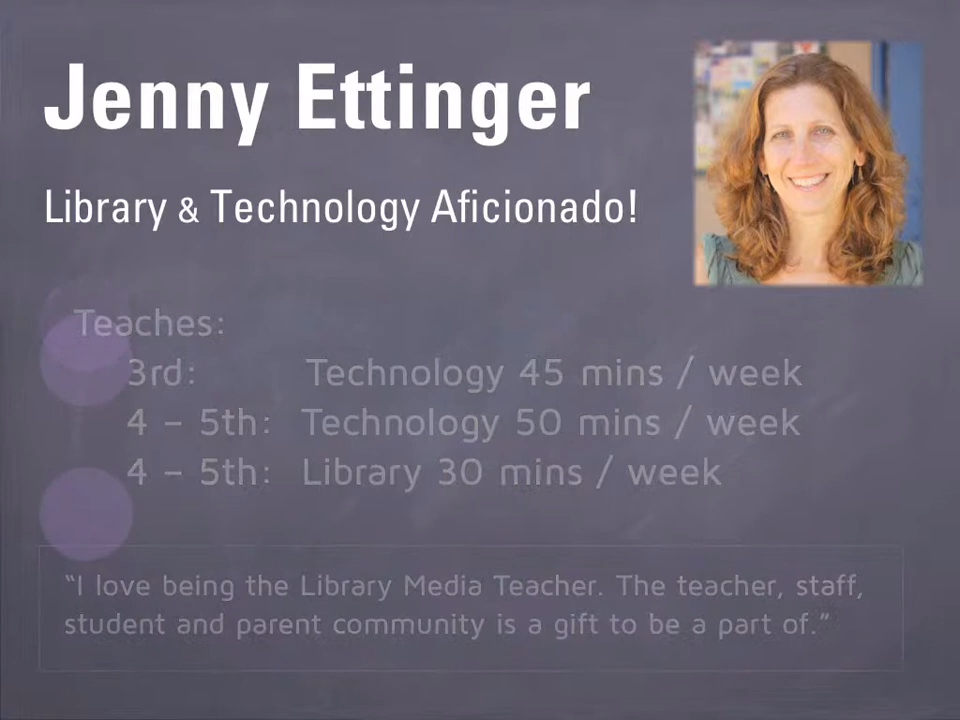 Jenny Ettinger
Library & Technology Aficionado!
Teaches:
3rd: Technology 45 mins / week
4 – 5th: Technology 50 mins / week
4 – 5th: Library 30 mins / week
“I love being the Library Media Teacher. The teacher, staff,
student and parent community is a gift to be a part of.”